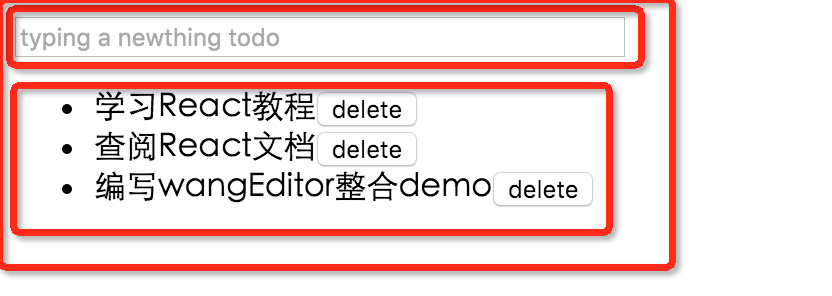 typing a newthing todo
学习React教程 delete
查阅React文档 delete
编写wangEditor整合demo delete